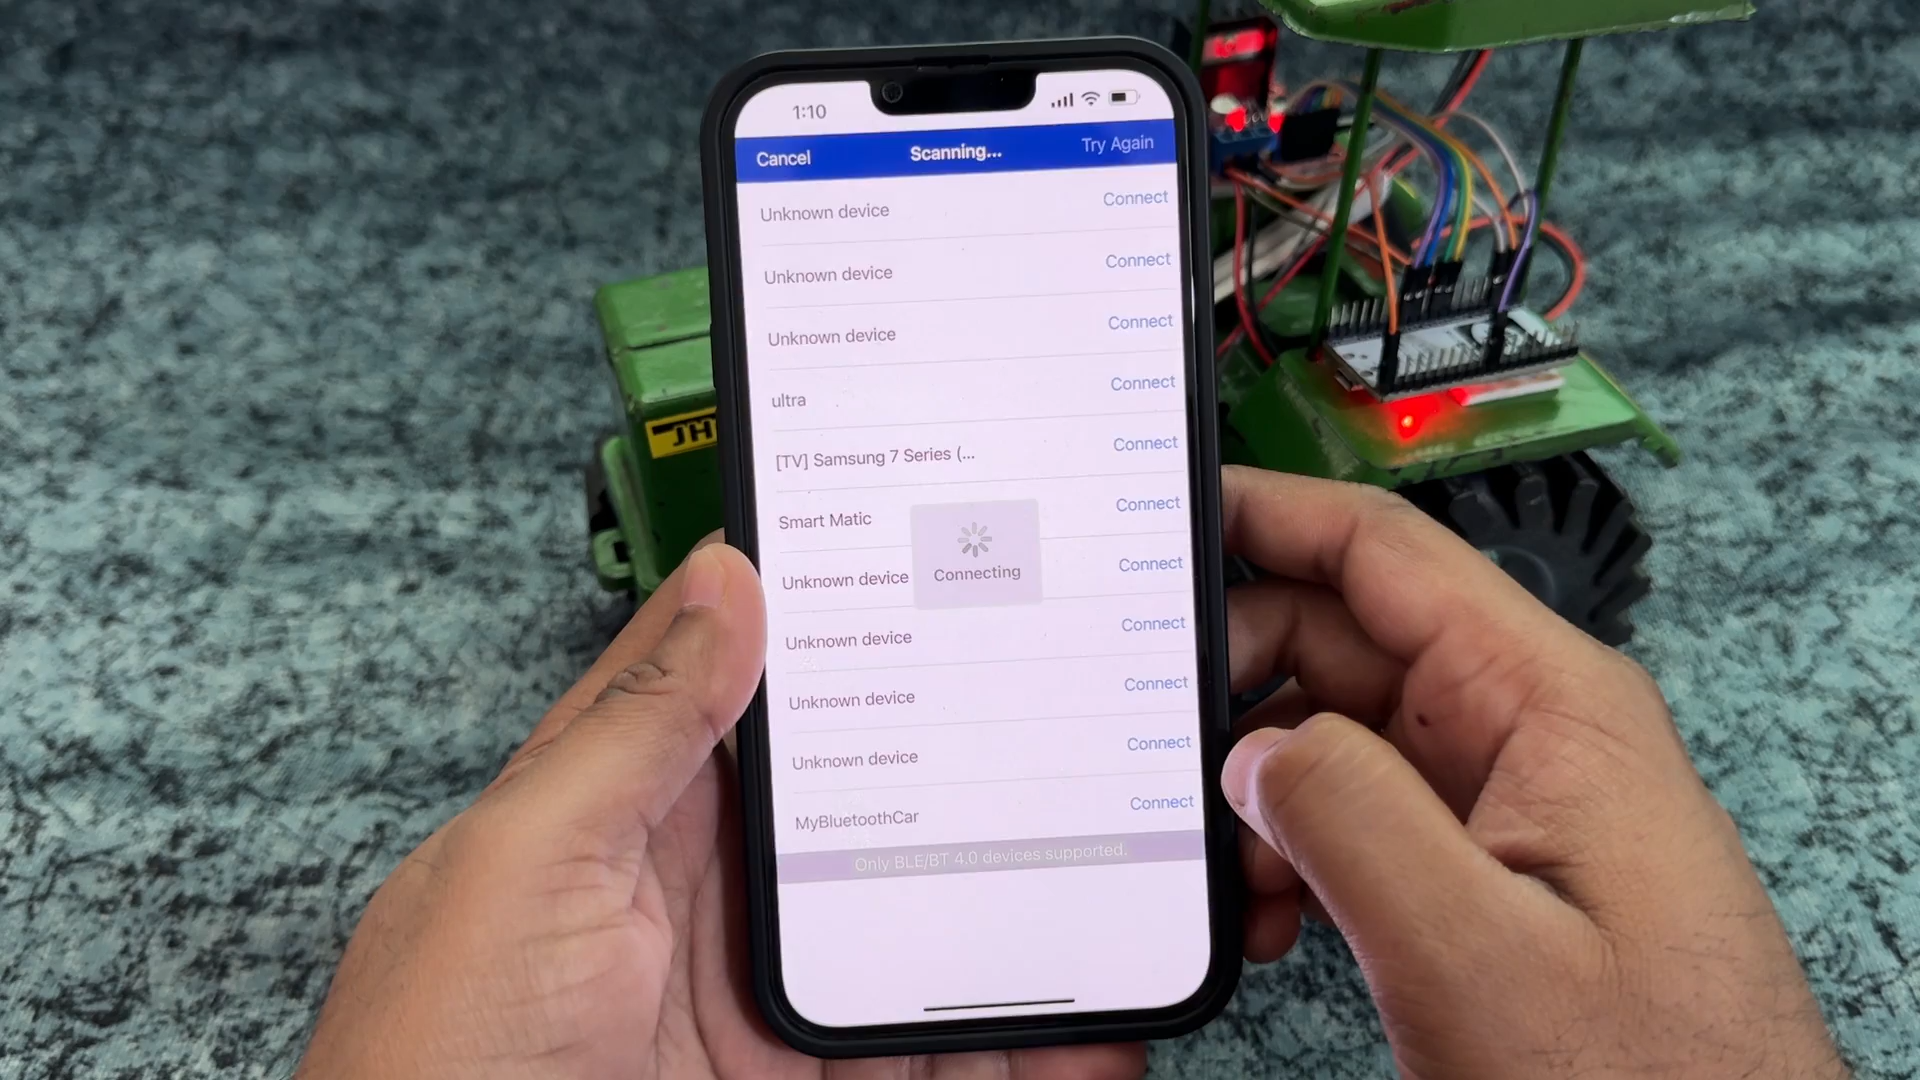 1:10
Cancel Scanning... Try Again
Unknown device Connect
Unknown device Connect
Unknown device Connect
ultra Connect
[TV] Samsung 7 Series (... Connect
Smart Matic Connect
Unknown device Connect
Connecting
Unknown device Connect
Unknown device Connect
Unknown device Connect
MyBluetoothCar Connect
Only BLE/BT 4.0 devices supported.
JH